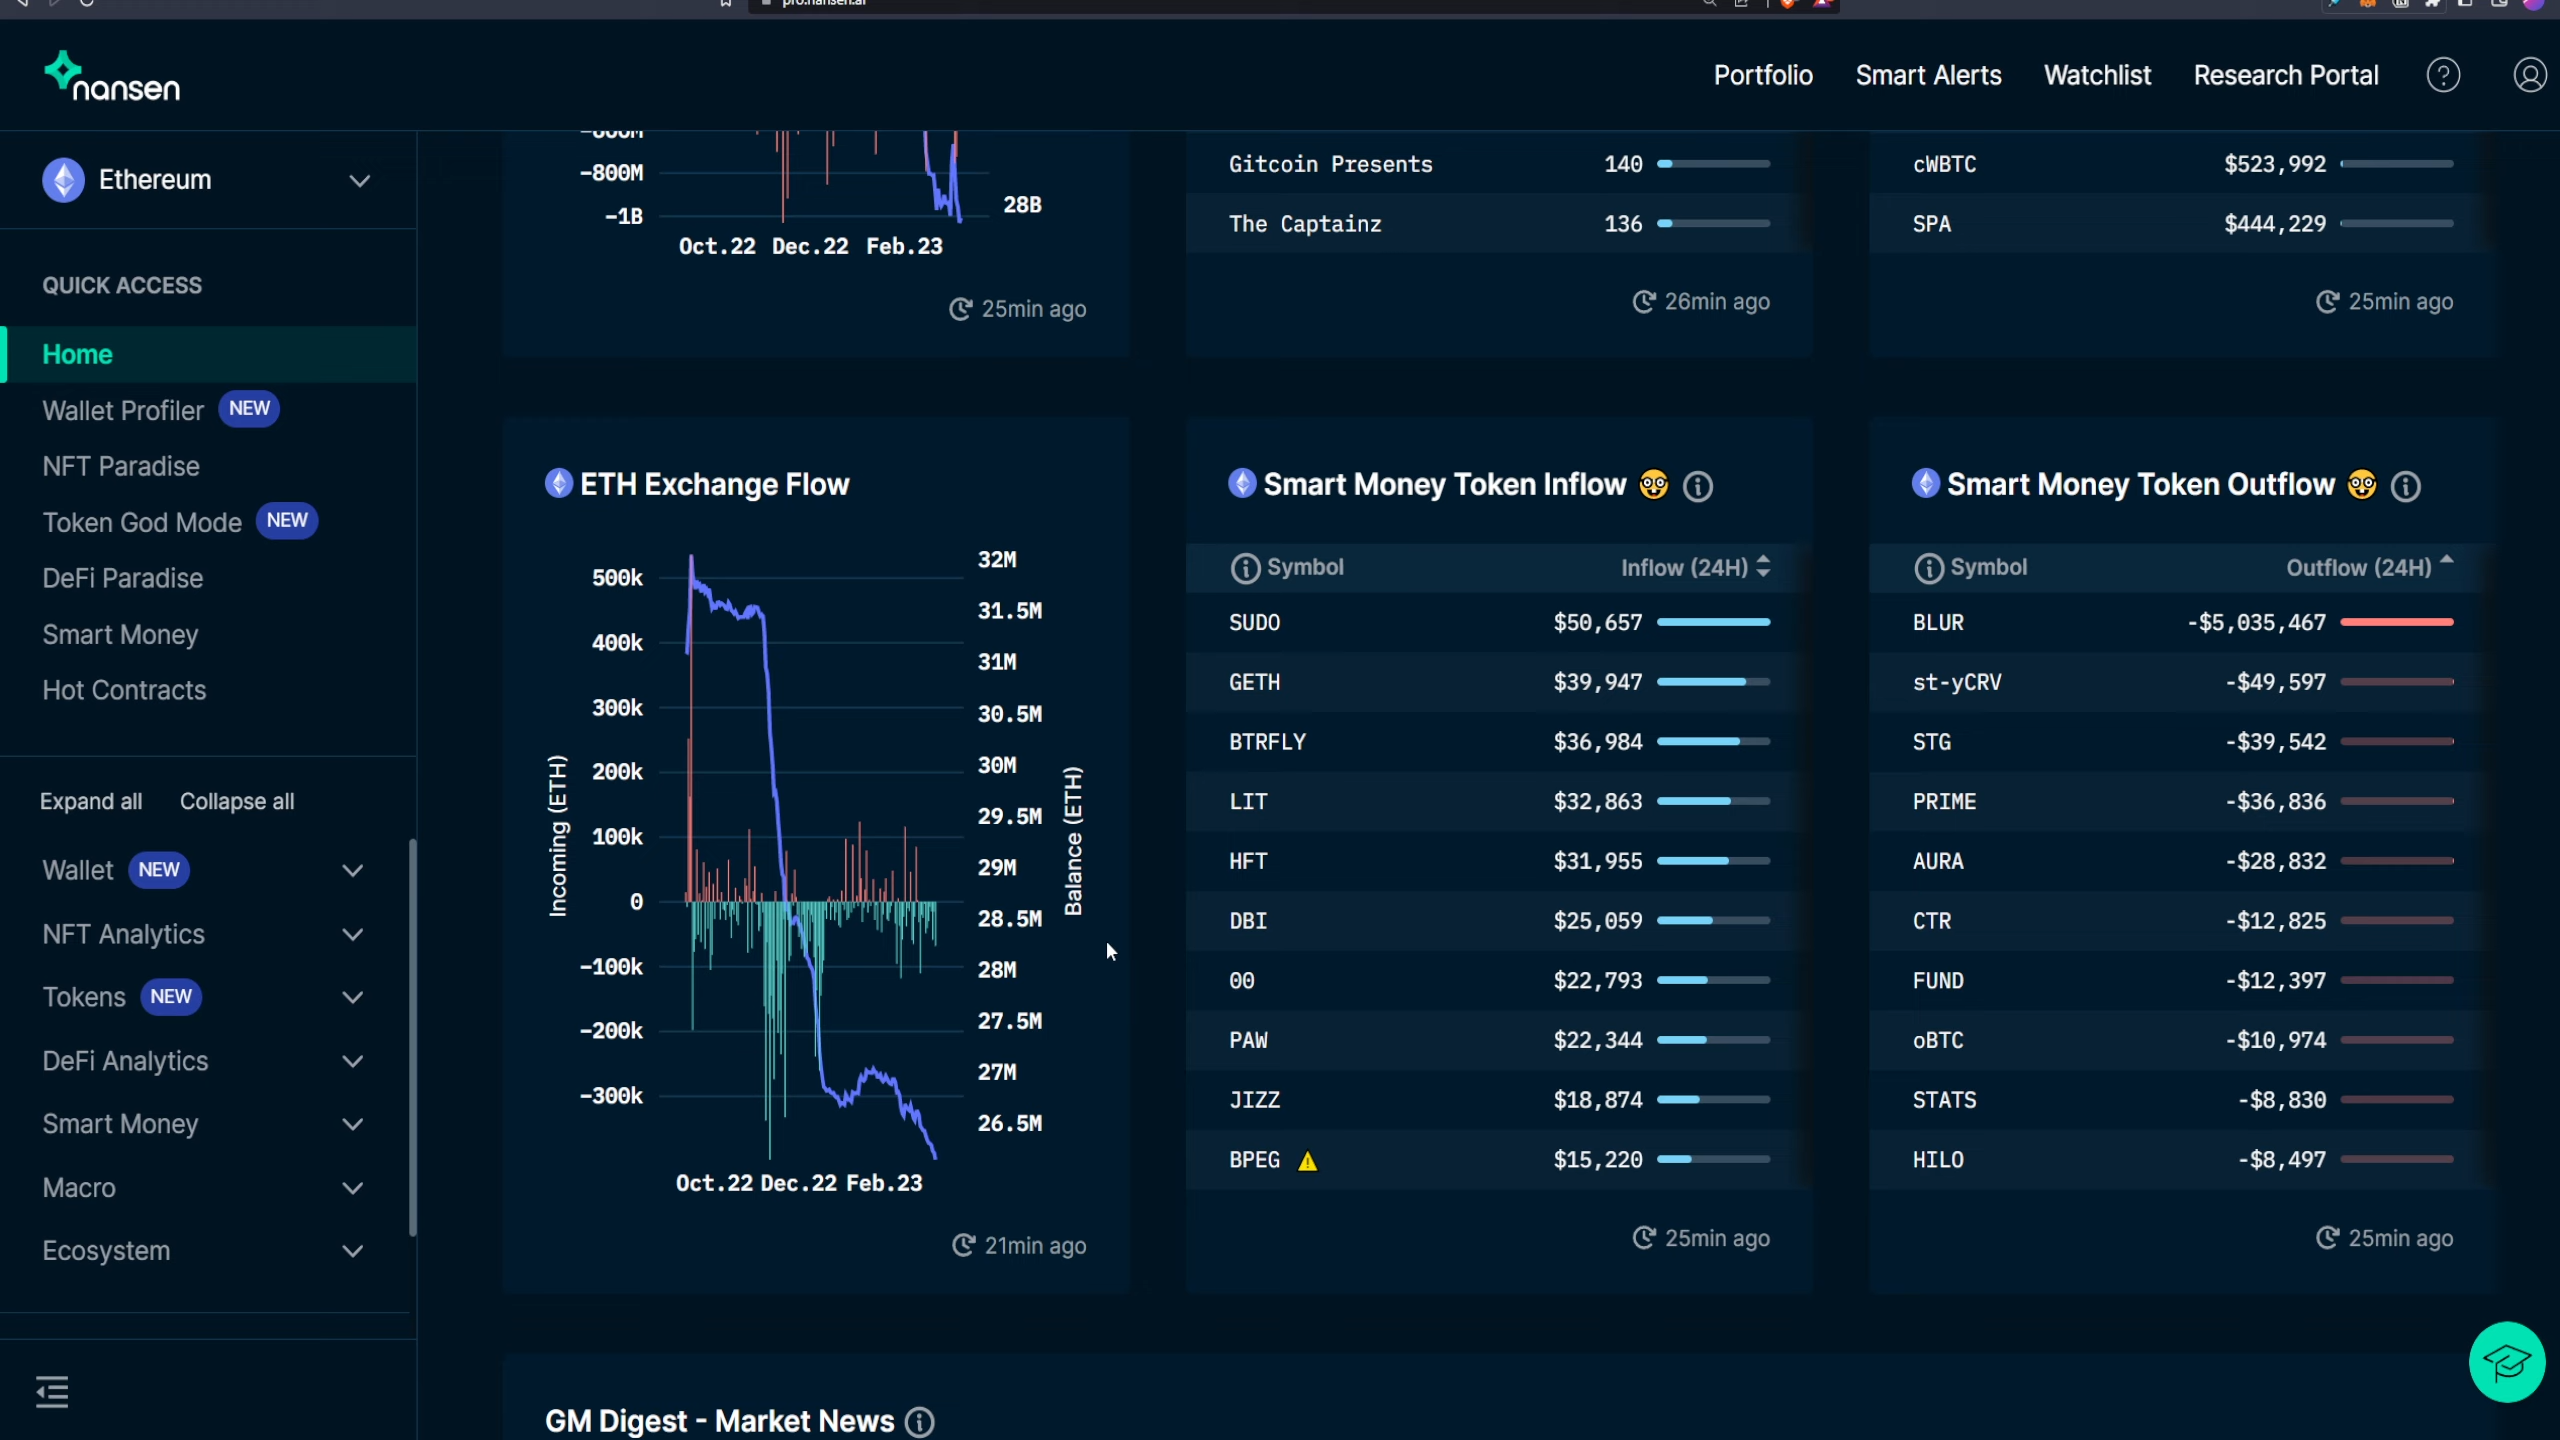 pro.nansen.ai
nansen
Portfolio Smart Alerts Watchlist Research Portal ?
Ethereum
QUICK ACCESS
Home
Wallet Profiler NEW
NFT Paradise
Token God Mode NEW
DeFi Paradise
Smart Money
Hot Contracts
Expand all Collapse all
Wallet NEW
NFT Analytics
Tokens NEW
DeFi Analytics
Smart Money
Macro
Ecosystem
-600M
-800M
-1B
28B
Oct.22 Dec.22 Feb.23
25min ago
Gitcoin Presents 140
The Captainz 136
26min ago
cWBTC $523,992
SPA $444,229
25min ago
ETH Exchange Flow
500k
400k
300k
200k
100k
0
-100k
-200k
-300k
Incoming (ETH)
32M
31.5M
31M
30.5M
30M
29.5M
29M
28.5M
28M
27.5M
27M
26.5M
Balance (ETH)
Oct.22 Dec.22 Feb.23
21min ago
Smart Money Token Inflow
Symbol Inflow (24H)
SUDO $50,657
GETH $39,947
BTRFLY $36,984
LIT $32,863
HFT $31,955
DBI $25,059
00 $22,793
PAW $22,344
JIZZ $18,874
BPEG $15,220
25min ago
Smart Money Token Outflow
Symbol Outflow (24H)
BLUR -$5,035,467
st-yCRV -$49,597
STG -$39,542
PRIME -$36,836
AURA -$28,832
CTR -$12,825
FUND -$12,397
oBTC -$10,974
STATS -$8,830
HILO -$8,497
25min ago
GM Digest - Market News